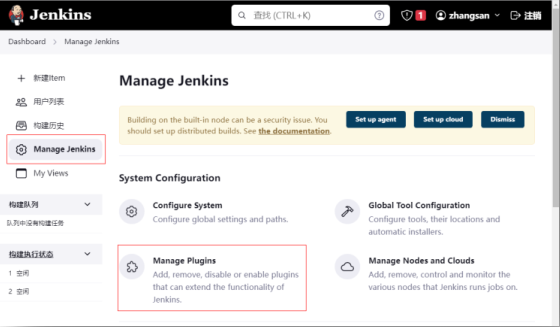 Jenkins
查找 (CTRL+K)
1
zhangsan
注销
Dashboard
Manage Jenkins
新建Item
用户列表
构建历史
Manage Jenkins
My Views
构建队列
队列中没有构建任务
构建执行状态
1 空闲
2 空闲
Manage Jenkins
Building on the built-in node can be a security issue. You
should set up distributed builds. See the documentation.
Set up agent
Set up cloud
Dismiss
System Configuration
Configure System
Configure global settings and paths.
Global Tool Configuration
Configure tools, their locations and
automatic installers.
Manage Plugins
Add, remove, disable or enable plugins
that can extend the functionality of
Jenkins.
Manage Nodes and Clouds
Add, remove, control and monitor the
various nodes that Jenkins runs jobs on.